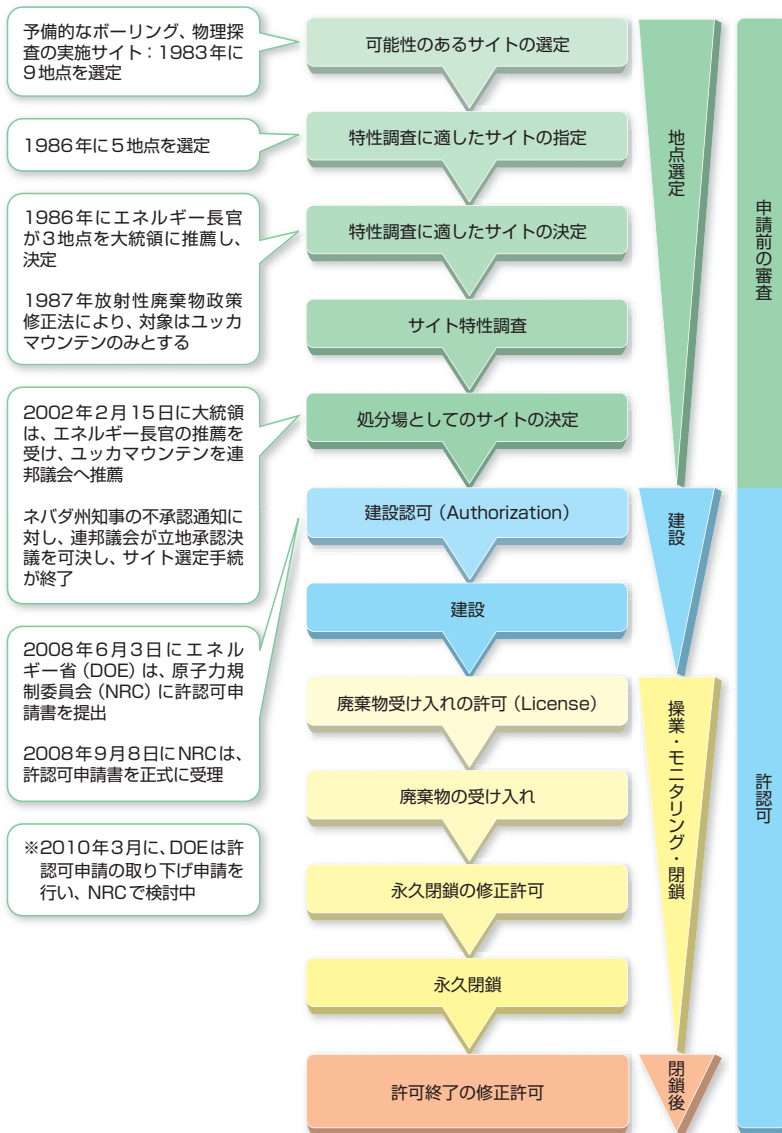 予備的なボーリング、物理探
査の実施サイト：1983年に
9地点を選定
可能性のあるサイトの選定
1986年に5地点を選定
特性調査に適したサイトの指定
1986年にエネルギー長官
が3地点を大統領に推薦し、
決定
1987年放射性廃棄物政策
修正法により、対象はユッカ
マウンテンのみとする
特性調査に適したサイトの決定
サイト特性調査
2002年2月15日に大統領
は、エネルギー長官の推薦を
受け、ユッカマウンテンを連
邦議会へ推薦
ネバダ州知事の不承認通知に
対し、連邦議会が立地承認決
議を可決し、サイト選定手続
が終了
処分場としてのサイトの決定
建設認可（Authorization）
建設
2008年6月3日にエネル
ギー省（DOE）は、原子力規
制委員会（NRC）に許認可申
請書を提出
2008年9月8日にNRCは、
許認可申請書を正式に受理
廃棄物受け入れの許可（License）
廃棄物の受け入れ
※2010年3月に、DOEは許
認可申請の取り下げ申請を
行い、NRCで検討中
永久閉鎖の修正許可
永久閉鎖
許可終了の修正許可
地点選定
建設
操業・モニタリング・閉鎖
閉鎖後
申請前の審査
許認可